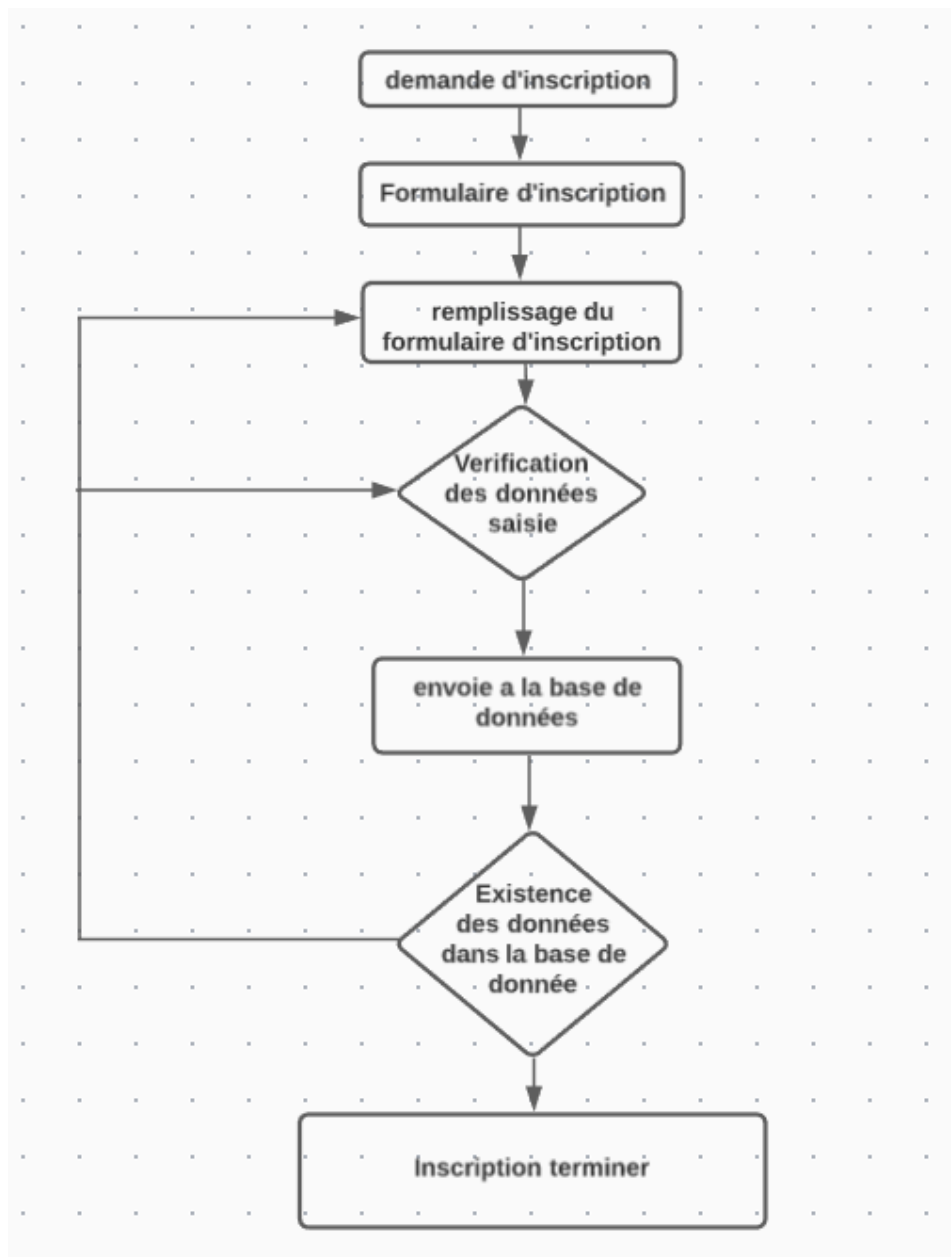 demande d'inscription
Formulaire d'inscription
remplissage du
formulaire d'inscription
Verification
des données
saisie
envoie a la base de
données
Existence
des données
dans la base de
donnée
Inscription terminer